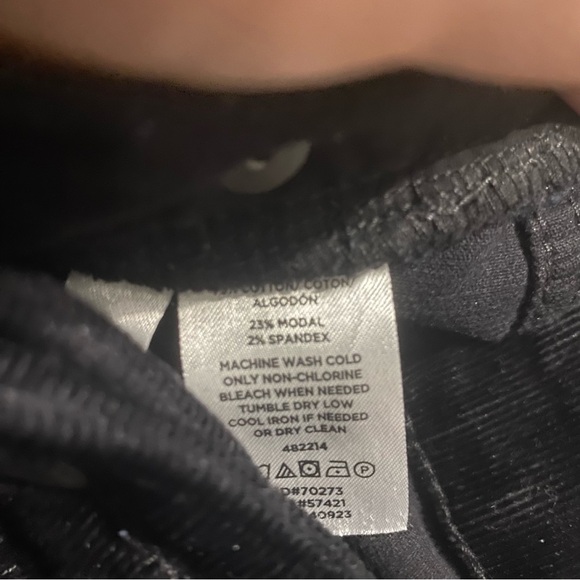 COTTON/ COTON/
ALGODÓN
23% MODAL
2% SPANDEX
MACHINE WASH COLD
ONLY NON-CHLORINE
BLEACH WHEN NEEDED
TUMBLE DRY LOW
COOL IRON IF NEEDED
OR DRY CLEAN
482214
P
D#70273
#57421
40923